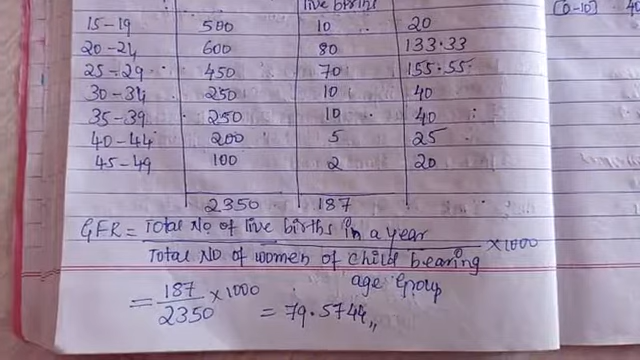 live births
15-19 500 10 20
20-24 600 80 133.33
25-29 450 70 155.55
30-34 250 10 40
35-39 250 10 40
40-44 200 5 25
45-49 100 2 20
2350 187
GFR = Total No of live births in a year
× 1000
Total NO. of women of child bearing
age Group
= 187 × 1000
2350
= 79.5744,,
[0-10] 40